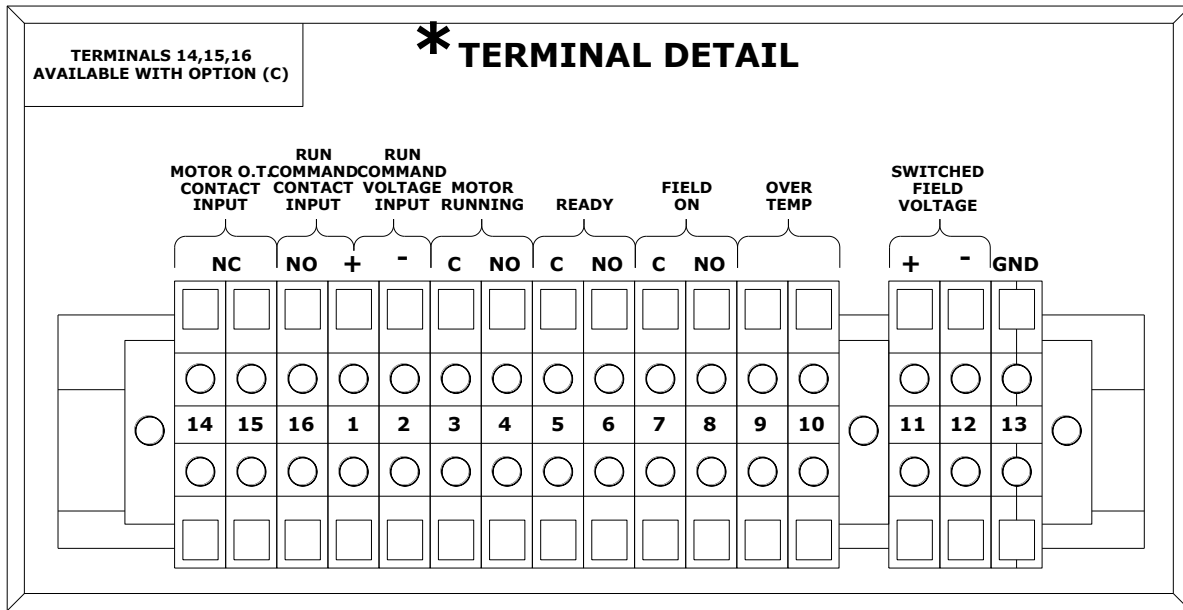 TERMINALS 14,15,16
AVAILABLE WITH OPTION (C)
* TERMINAL DETAIL
MOTOR O.T.
CONTACT
INPUT
RUN
COMMAND
CONTACT
INPUT
RUN
COMMAND
VOLTAGE
INPUT
MOTOR
RUNNING
READY
FIELD
ON
OVER
TEMP
SWITCHED
FIELD
VOLTAGE
NC NO + - C NO C NO C NO + - GND
14 15 16 1 2 3 4 5 6 7 8 9 10 11 12 13